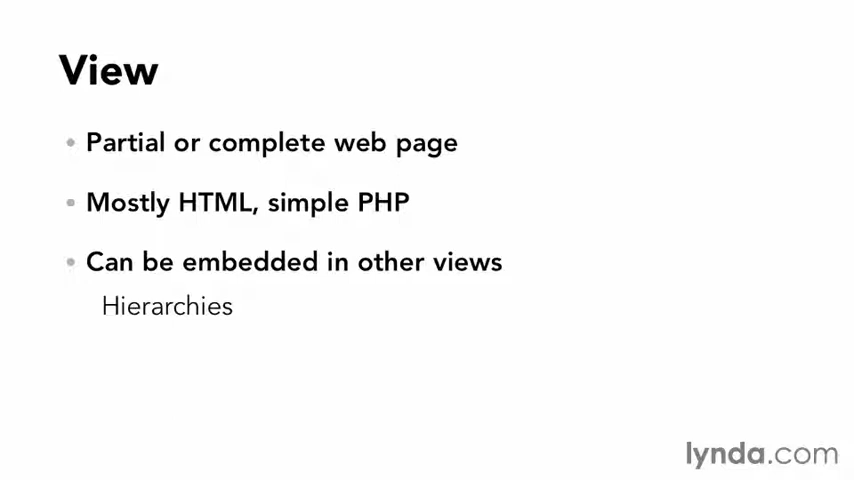 View
• Partial or complete web page
• Mostly HTML, simple PHP
• Can be embedded in other views
Hierarchies
lynda.com